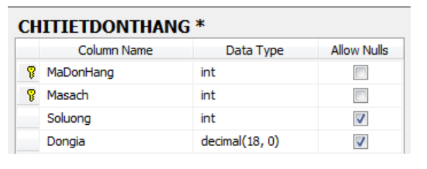 CHITIETDONTHANG *
Column Name Data Type Allow Nulls
MaDonHang int
Masach int
Soluong int
Dongia decimal(18, 0)